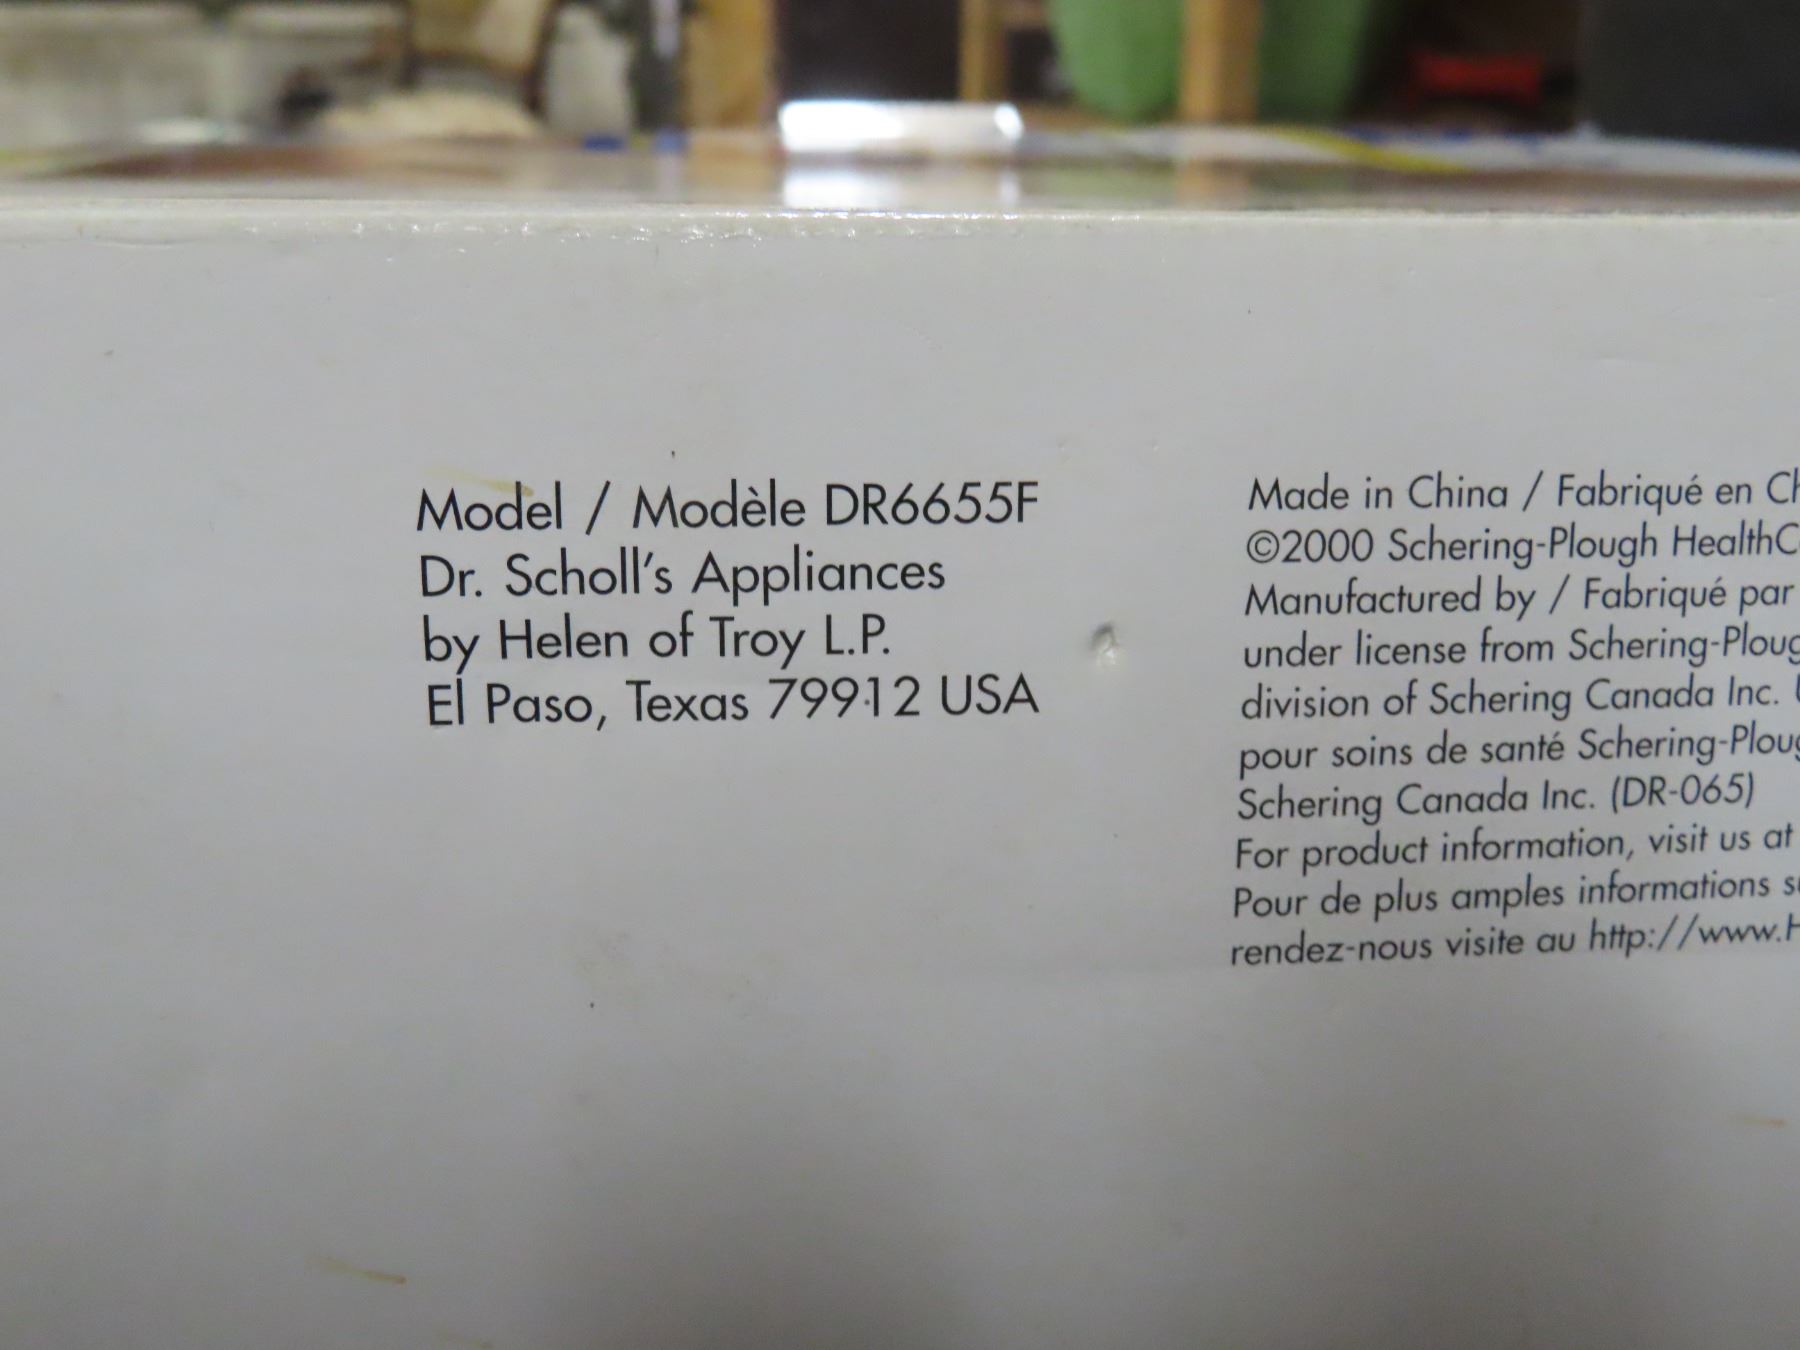 Model / Modèle DR6655F
Dr. Scholl's Appliances
by Helen of Troy L.P.
El Paso, Texas 79912 USA
Made in China / Fabriqué en
©2000 Schering-Plough
Manufactured by / Fabriqué par
under license from
division of Schering Canada Inc.
pour soins de santé
Schering Canada Inc. (DR-065)
For product information, visit us at
Pour de plus amples informations
rendez-nous visite au